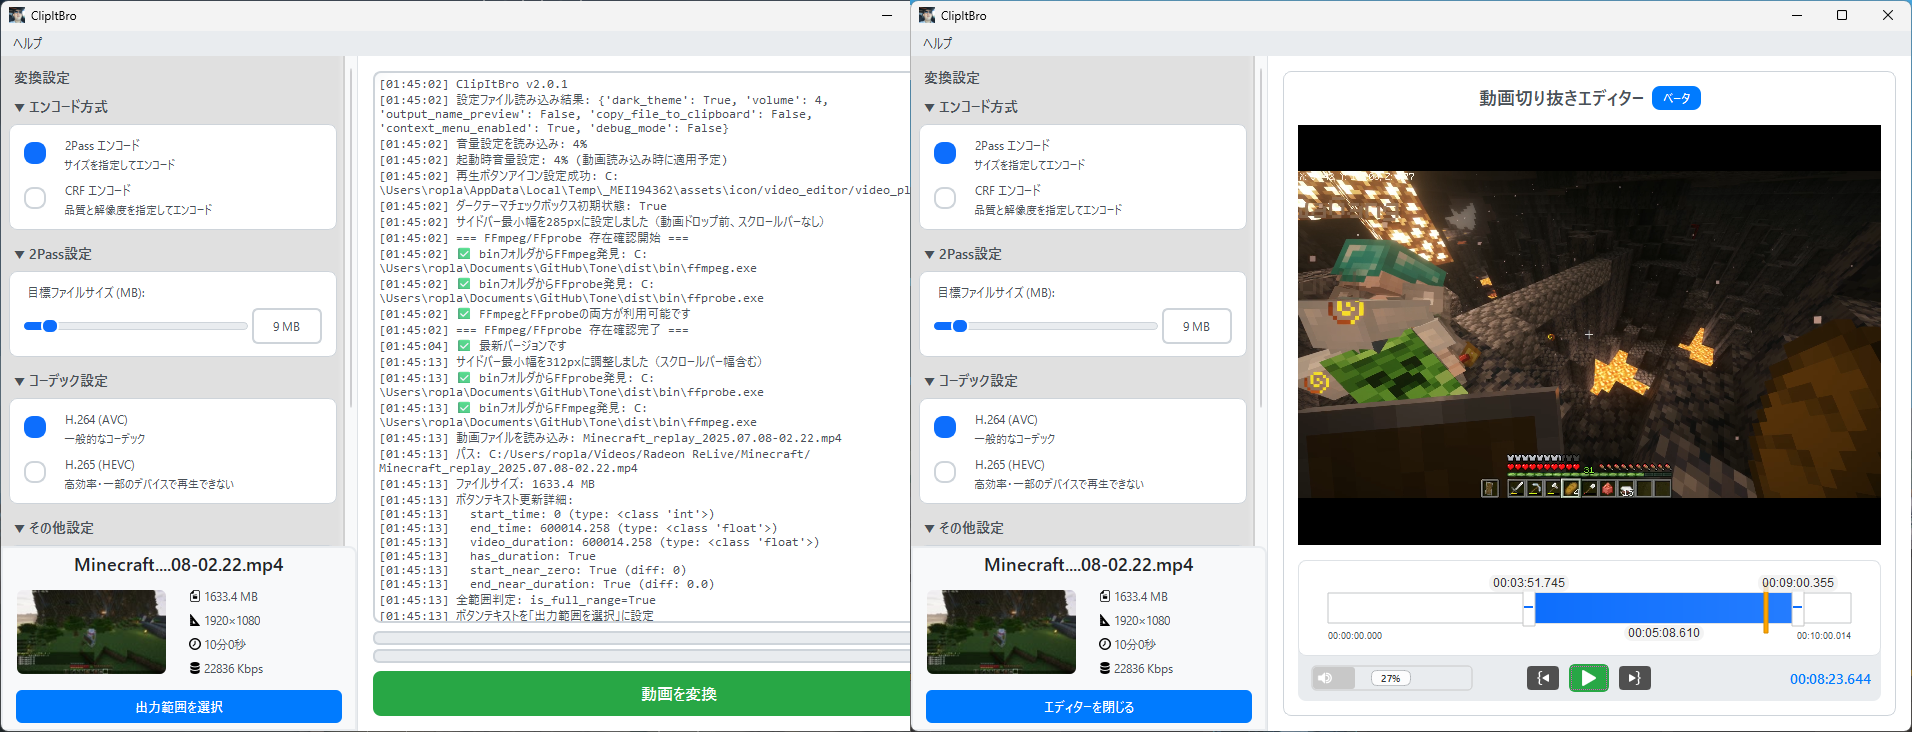 ClipItBro
ヘルプ
変換設定
▼ エンコード方式
2Pass エンコード
サイズを指定してエンコード
CRF エンコード
品質と解像度を指定してエンコード
▼ 2Pass設定
目標ファイルサイズ (MB):
9 MB
▼ コーデック設定
H.264 (AVC)
一般的なコーデック
H.265 (HEVC)
高効率・一部のデバイスで再生できない
▼ その他設定
Minecraft....08-02.22.mp4
1633.4 MB
1920×1080
10分0秒
22836 Kbps
出力範囲を選択
[01:45:02] ClipItBro v2.0.1
[01:45:02] 設定ファイル読み込み結果: {'dark_theme': True, 'volume': 4,
'output_name_preview': False, 'copy_file_to_clipboard': False,
'context_menu_enabled': True, 'debug_mode': False}
[01:45:02] 音量設定を読み込み: 4%
[01:45:02] 起動時音量設定: 4% (動画読み込み時に適用予定)
[01:45:02] 再生ボタンアイコン設定成功: C:
\Users\ropla\AppData\Local\Temp\_MEI194362\assets\icon/video_editor/video_pl
[01:45:02] ダークテーマチェックボックス初期状態: True
[01:45:02] サイドバー最小幅を285pxに設定しました（動画ドロップ前、スクロールバーなし）
[01:45:02] === FFmpeg/FFprobe 存在確認開始 ===
[01:45:02] ✅ binフォルダからFFmpeg発見: C:
\Users\ropla\Documents\GitHub\Tone\dist\bin\ffmpeg.exe
[01:45:02] ✅ binフォルダからFFprobe発見: C:
\Users\ropla\Documents\GitHub\Tone\dist\bin\ffprobe.exe
[01:45:02] ✅ FFmpegとFFprobeの両方が利用可能です
[01:45:02] === FFmpeg/FFprobe 存在確認完了 ===
[01:45:04] ✅ 最新バージョンです
[01:45:13] サイドバー最小幅を312pxに調整しました（スクロールバー幅含む）
[01:45:13] ✅ binフォルダからFFprobe発見: C:
\Users\ropla\Documents\GitHub\Tone\dist\bin\ffprobe.exe
[01:45:13] ✅ binフォルダからFFmpeg発見: C:
\Users\ropla\Documents\GitHub\Tone\dist\bin\ffmpeg.exe
[01:45:13] 動画ファイルを読み込み: Minecraft_replay_2025.07.08-02.22.mp4
[01:45:13] パス: C:/Users/ropla/Videos/Radeon ReLive/Minecraft/
Minecraft_replay_2025.07.08-02.22.mp4
[01:45:13] ファイルサイズ: 1633.4 MB
[01:45:13] ボタンテキスト更新詳細:
[01:45:13] start_time: 0 (type: <class 'int'>)
[01:45:13] end_time: 600014.258 (type: <class 'float'>)
[01:45:13] video_duration: 600014.258 (type: <class 'float'>)
[01:45:13] has_duration: True
[01:45:13] start_near_zero: True (diff: 0)
[01:45:13] end_near_duration: True (diff: 0.0)
[01:45:13] 全範囲判定: is_full_range=True
[01:45:13] ボタンテキストを「出力範囲を選択」に設定
動画を変換
ClipItBro
ヘルプ
変換設定
▼ エンコード方式
2Pass エンコード
サイズを指定してエンコード
CRF エンコード
品質と解像度を指定してエンコード
▼ 2Pass設定
目標ファイルサイズ (MB):
9 MB
▼ コーデック設定
H.264 (AVC)
一般的なコーデック
H.265 (HEVC)
高効率・一部のデバイスで再生できない
▼ その他設定
Minecraft....08-02.22.mp4
1633.4 MB
1920×1080
10分0秒
22836 Kbps
エディターを閉じる
動画切り抜きエディター ベータ
31
4
15
00:03:51.745
00:09:00.355
00:05:08.610
00:00:00.000
00:10:00.014
27%
00:08:23.644